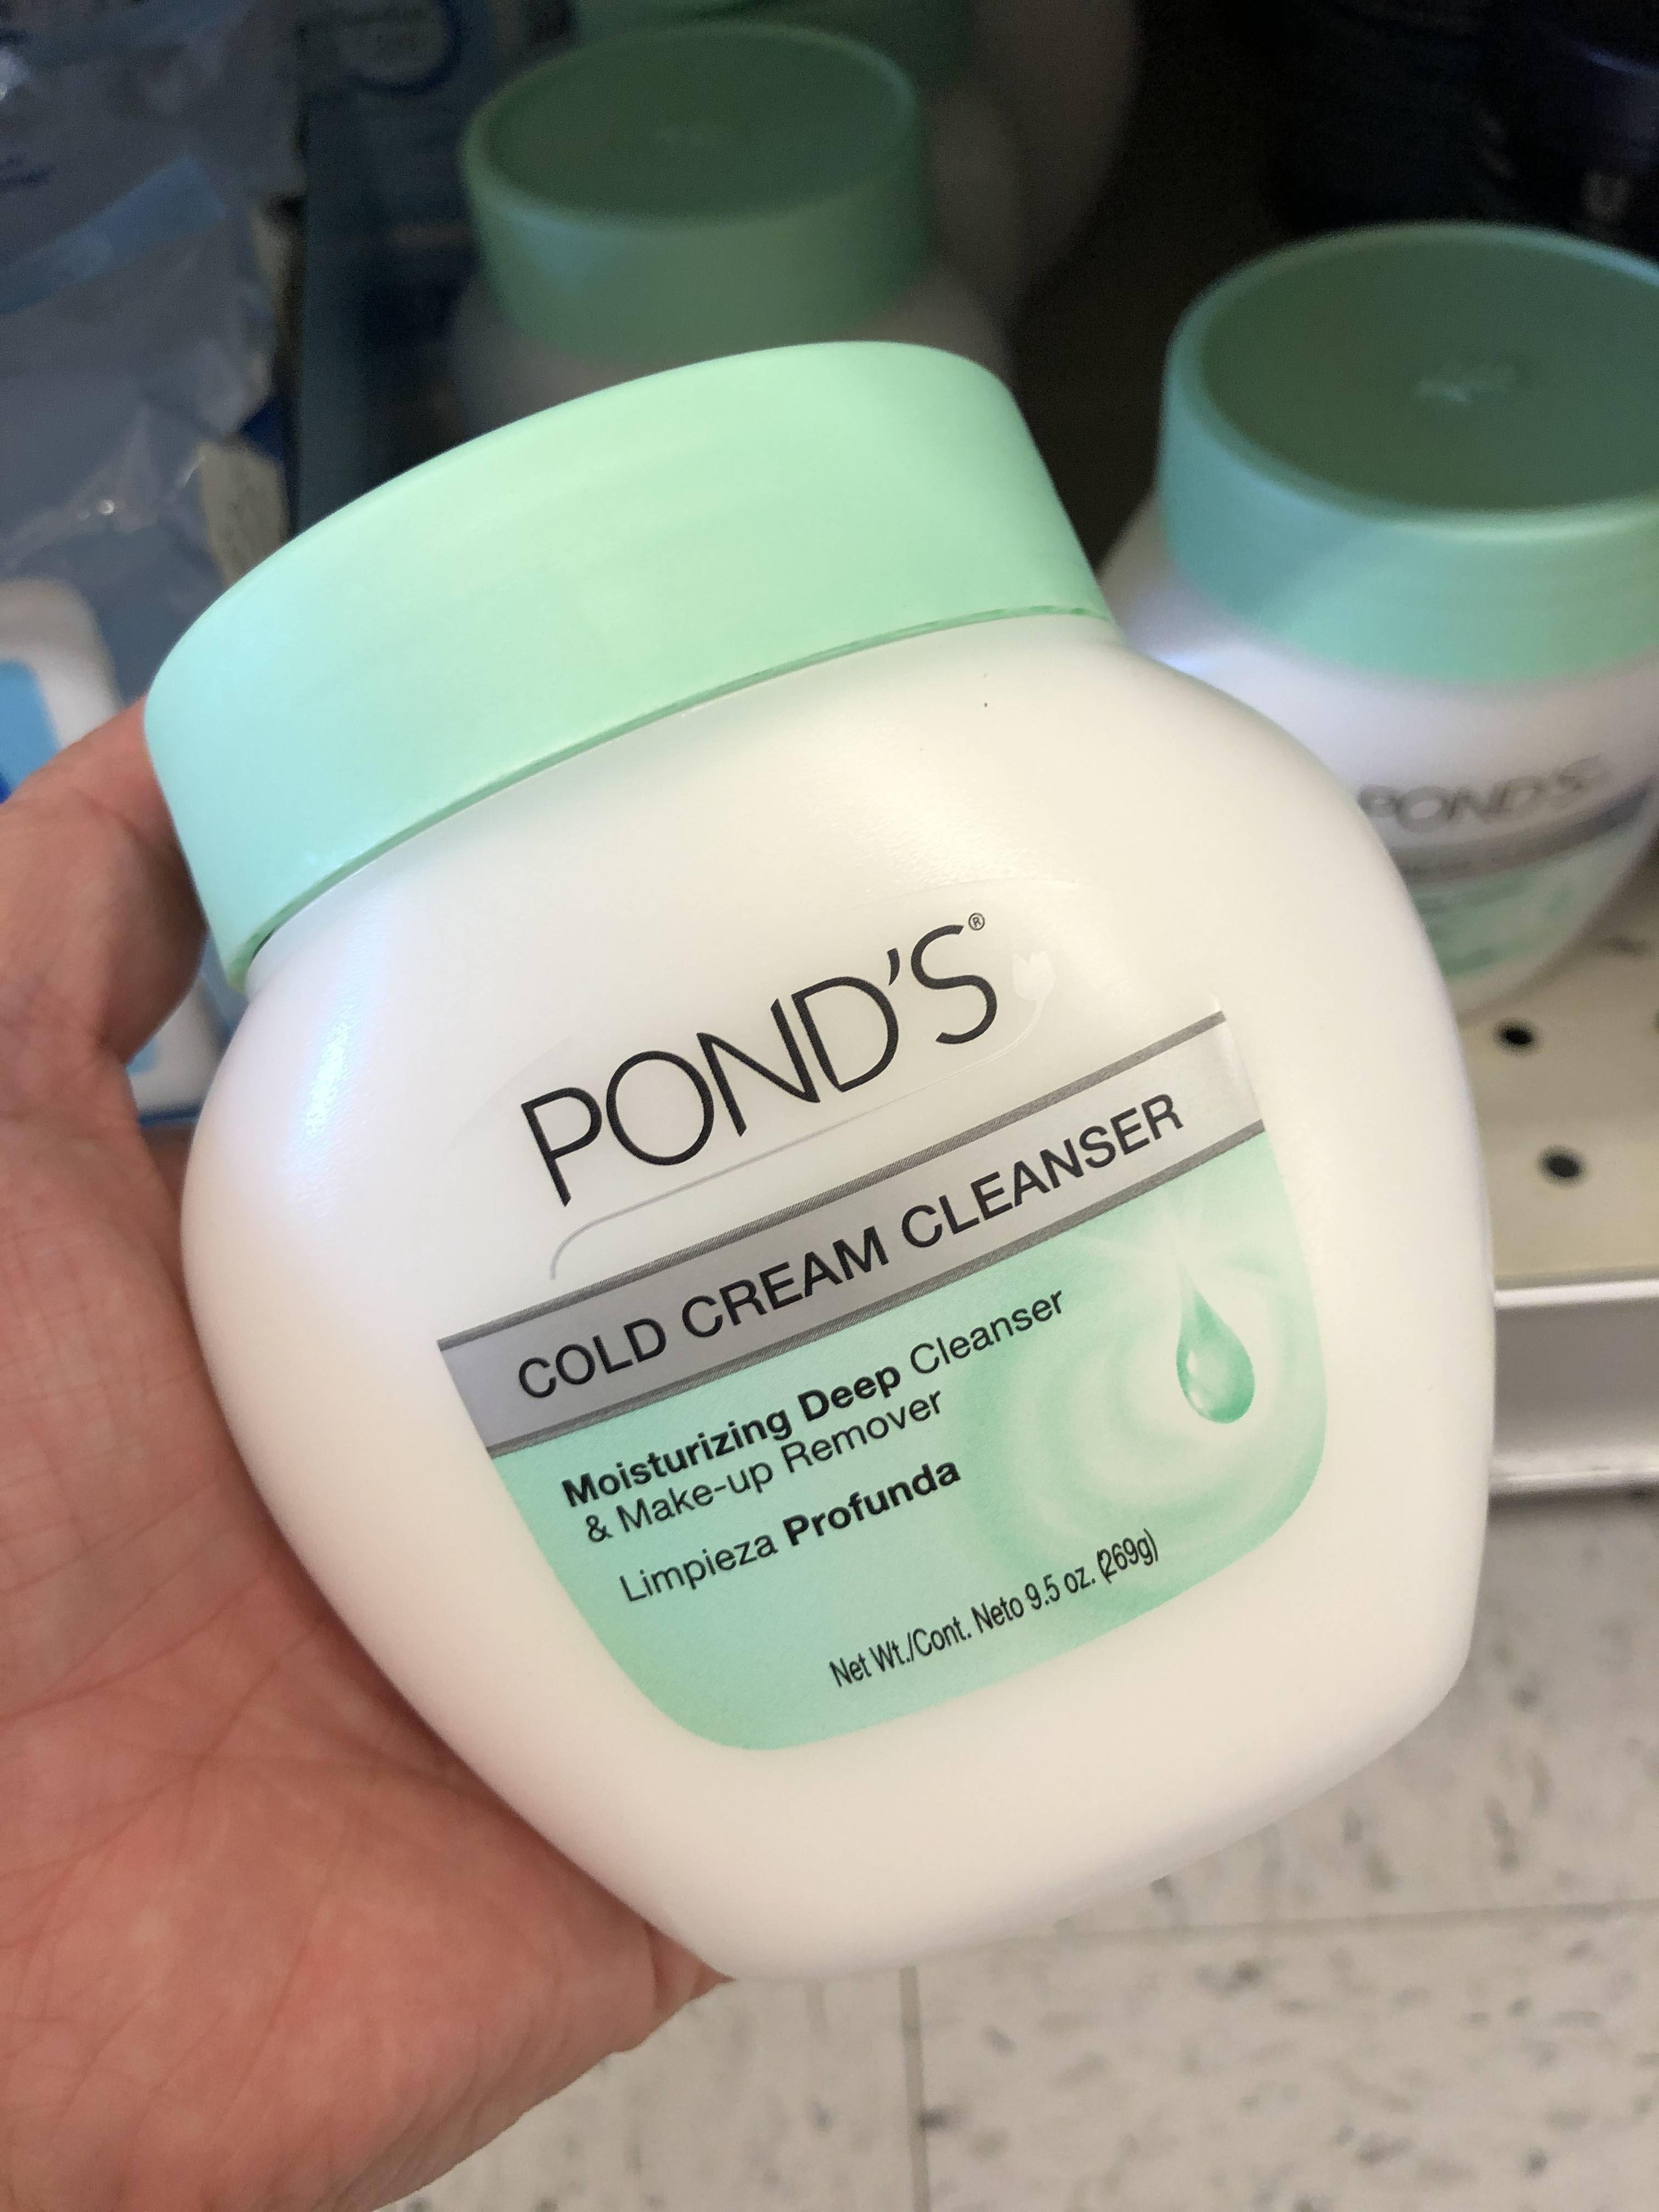 POND'S®
COLD CREAM CLEANSER
Moisturizing Deep Cleanser
& Make-up Remover
Limpieza Profunda
Net Wt./Cont. Neto 9.5 oz. (269g)
POND'S